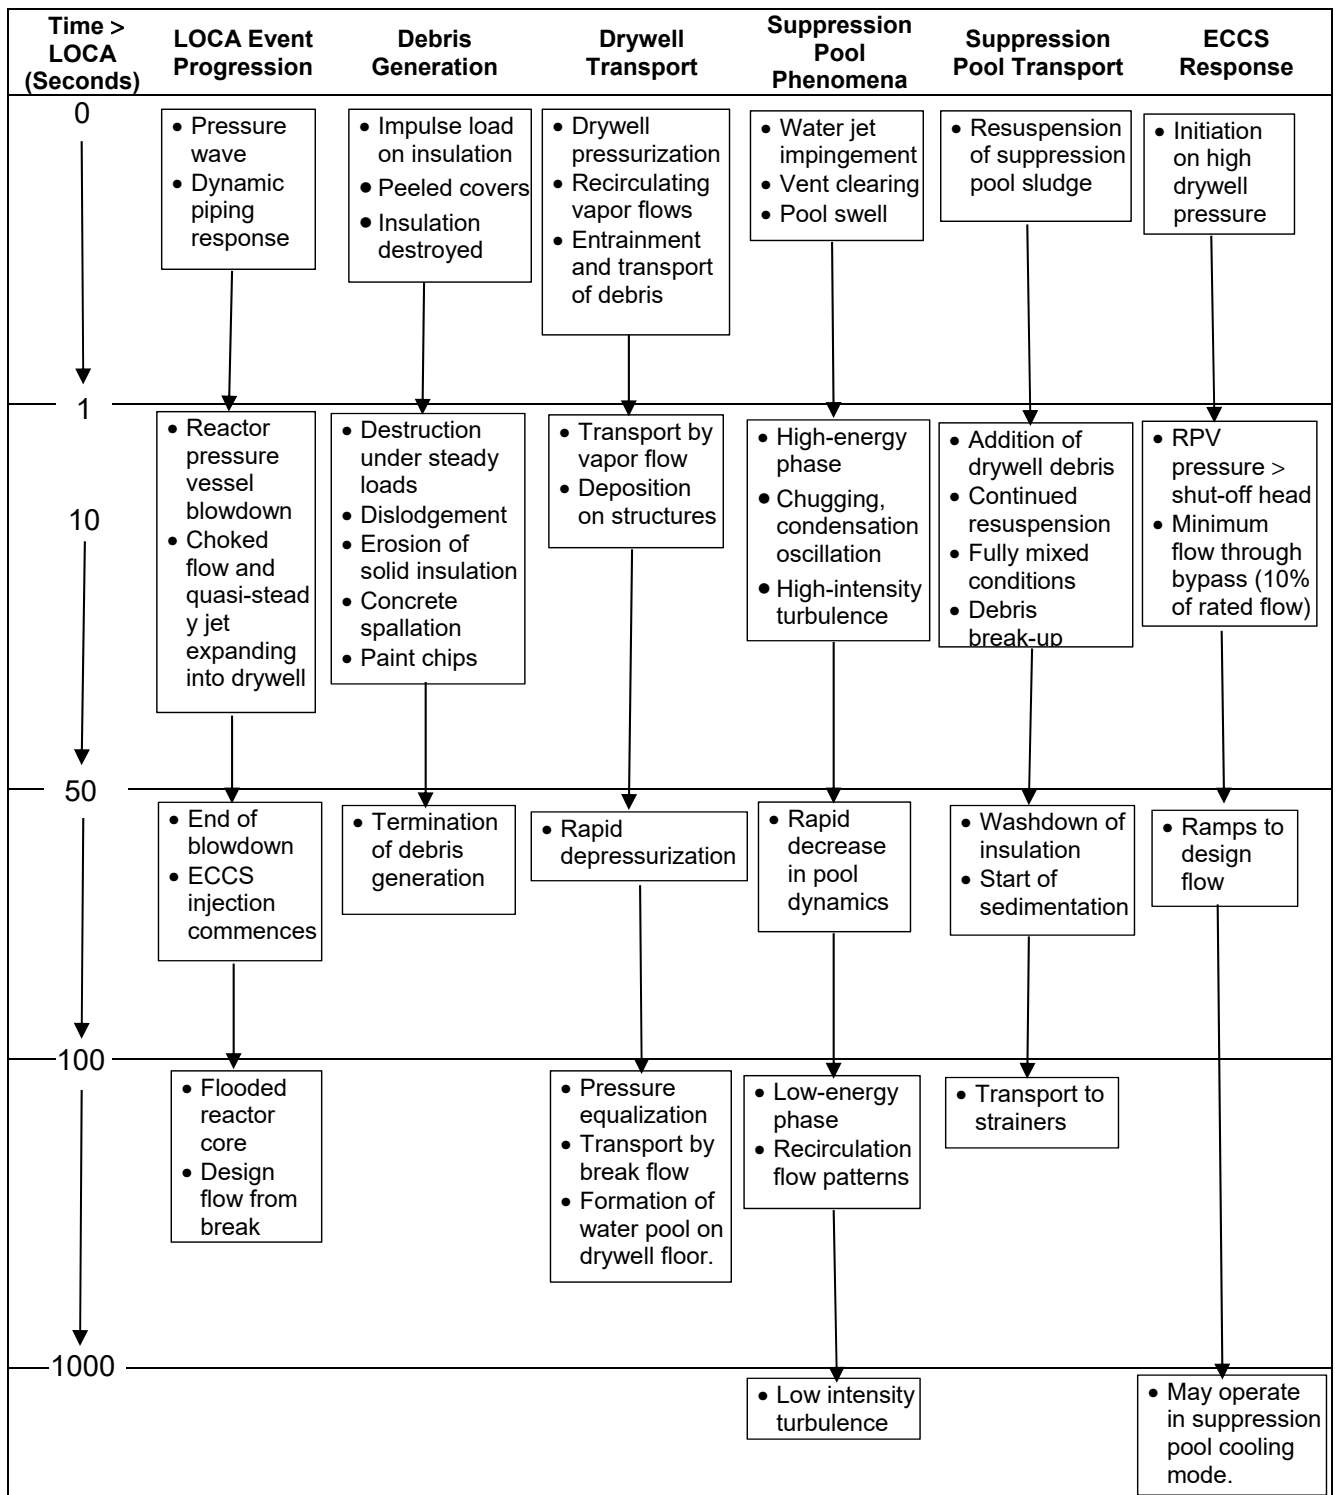 Time >
LOCA
(Seconds)
LOCA Event
Progression
Debris
Generation
Drywell
Transport
Suppression
Pool
Phenomena
Suppression
Pool Transport
ECCS
Response
0
• Pressure
wave
• Dynamic
piping
response
• Impulse load
on insulation
• Peeled covers
• Insulation
destroyed
• Drywell
pressurization
• Recirculating
vapor flows
• Entrainment
and transport
of debris
• Water jet
impingement
• Vent clearing
• Pool swell
• Resuspension
of suppression
pool sludge
• Initiation
on high
drywell
pressure
1
10
• Reactor
pressure
vessel
blowdown
• Choked
flow and
quasi-stead
y jet
expanding
into drywell
• Destruction
under steady
loads
• Dislodgement
• Erosion of
solid insulation
• Concrete
spallation
• Paint chips
• Transport by
vapor flow
• Deposition
on structures
• High-energy
phase
• Chugging,
condensation
oscillation
• High-intensity
turbulence
• Addition of
drywell debris
• Continued
resuspension
• Fully mixed
conditions
• Debris
break-up
• RPV
pressure >
shut-off head
• Minimum
flow through
bypass (10%
of rated flow)
50
• End of
blowdown
• ECCS
injection
commences
• Termination
of debris
generation
• Rapid
depressurization
• Rapid
decrease
in pool
dynamics
• Washdown of
insulation
• Start of
sedimentation
• Ramps to
design
flow
100
• Flooded
reactor
core
• Design
flow from
break
• Pressure
equalization
• Transport by
break flow
• Formation of
water pool on
drywell floor.
• Low-energy
phase
• Recirculation
flow patterns
• Transport to
strainers
1000
• Low intensity
turbulence
• May operate
in suppression
pool cooling
mode.